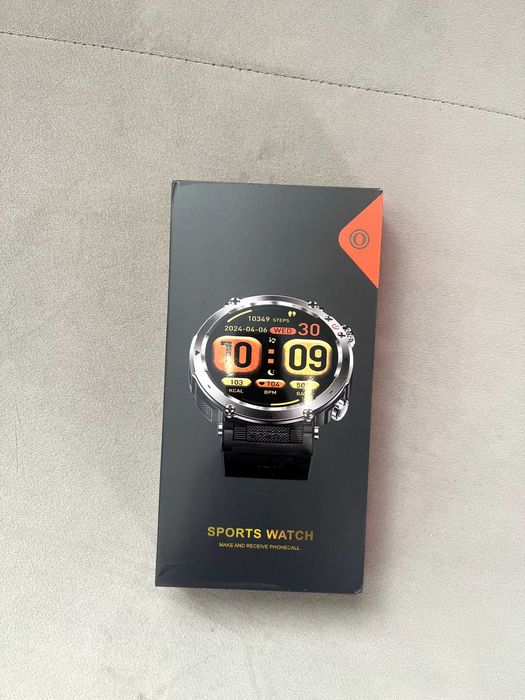 10349 STEPS
2024-04-06 WED 30
10 09
103 104
KCAL BPM
SPORTS WATCH
MAKE AND RECEIVE PHONECALL